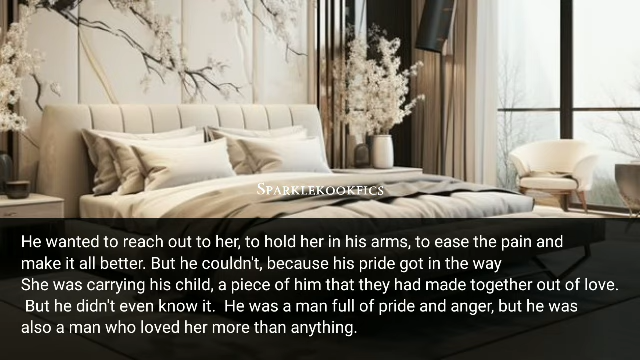 Sparklekookfics
He wanted to reach out to her, to hold her in his arms, to ease the pain and
make it all better. But he couldn't, because his pride got in the way
She was carrying his child, a piece of him that they had made together out of love.
But he didn't even know it.  He was a man full of pride and anger, but he was
also a man who loved her more than anything.